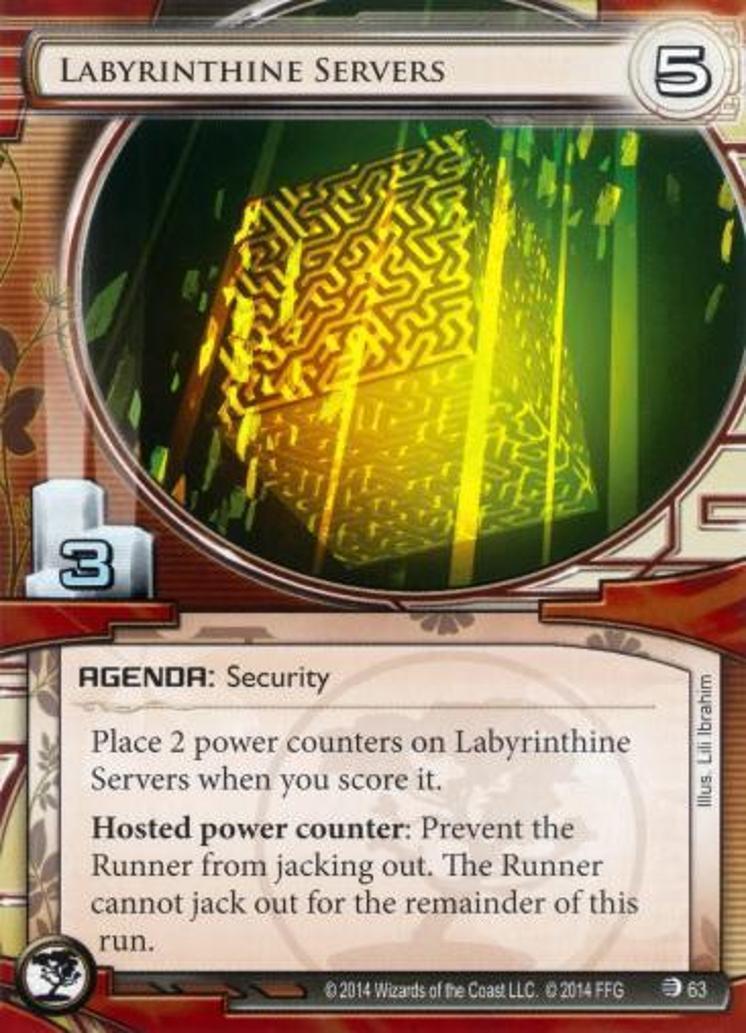 LABYRINTHINE SERVERS
5
3
AGENDA: Security
Place 2 power counters on Labyrinthine
Servers when you score it.
Hosted power counter: Prevent the
Runner from jacking out. The Runner
cannot jack out for the remainder of this
run.
Illus. Lili Ibrahim
© 2014 Wizards of the Coast LLC. © 2014 FFG
63